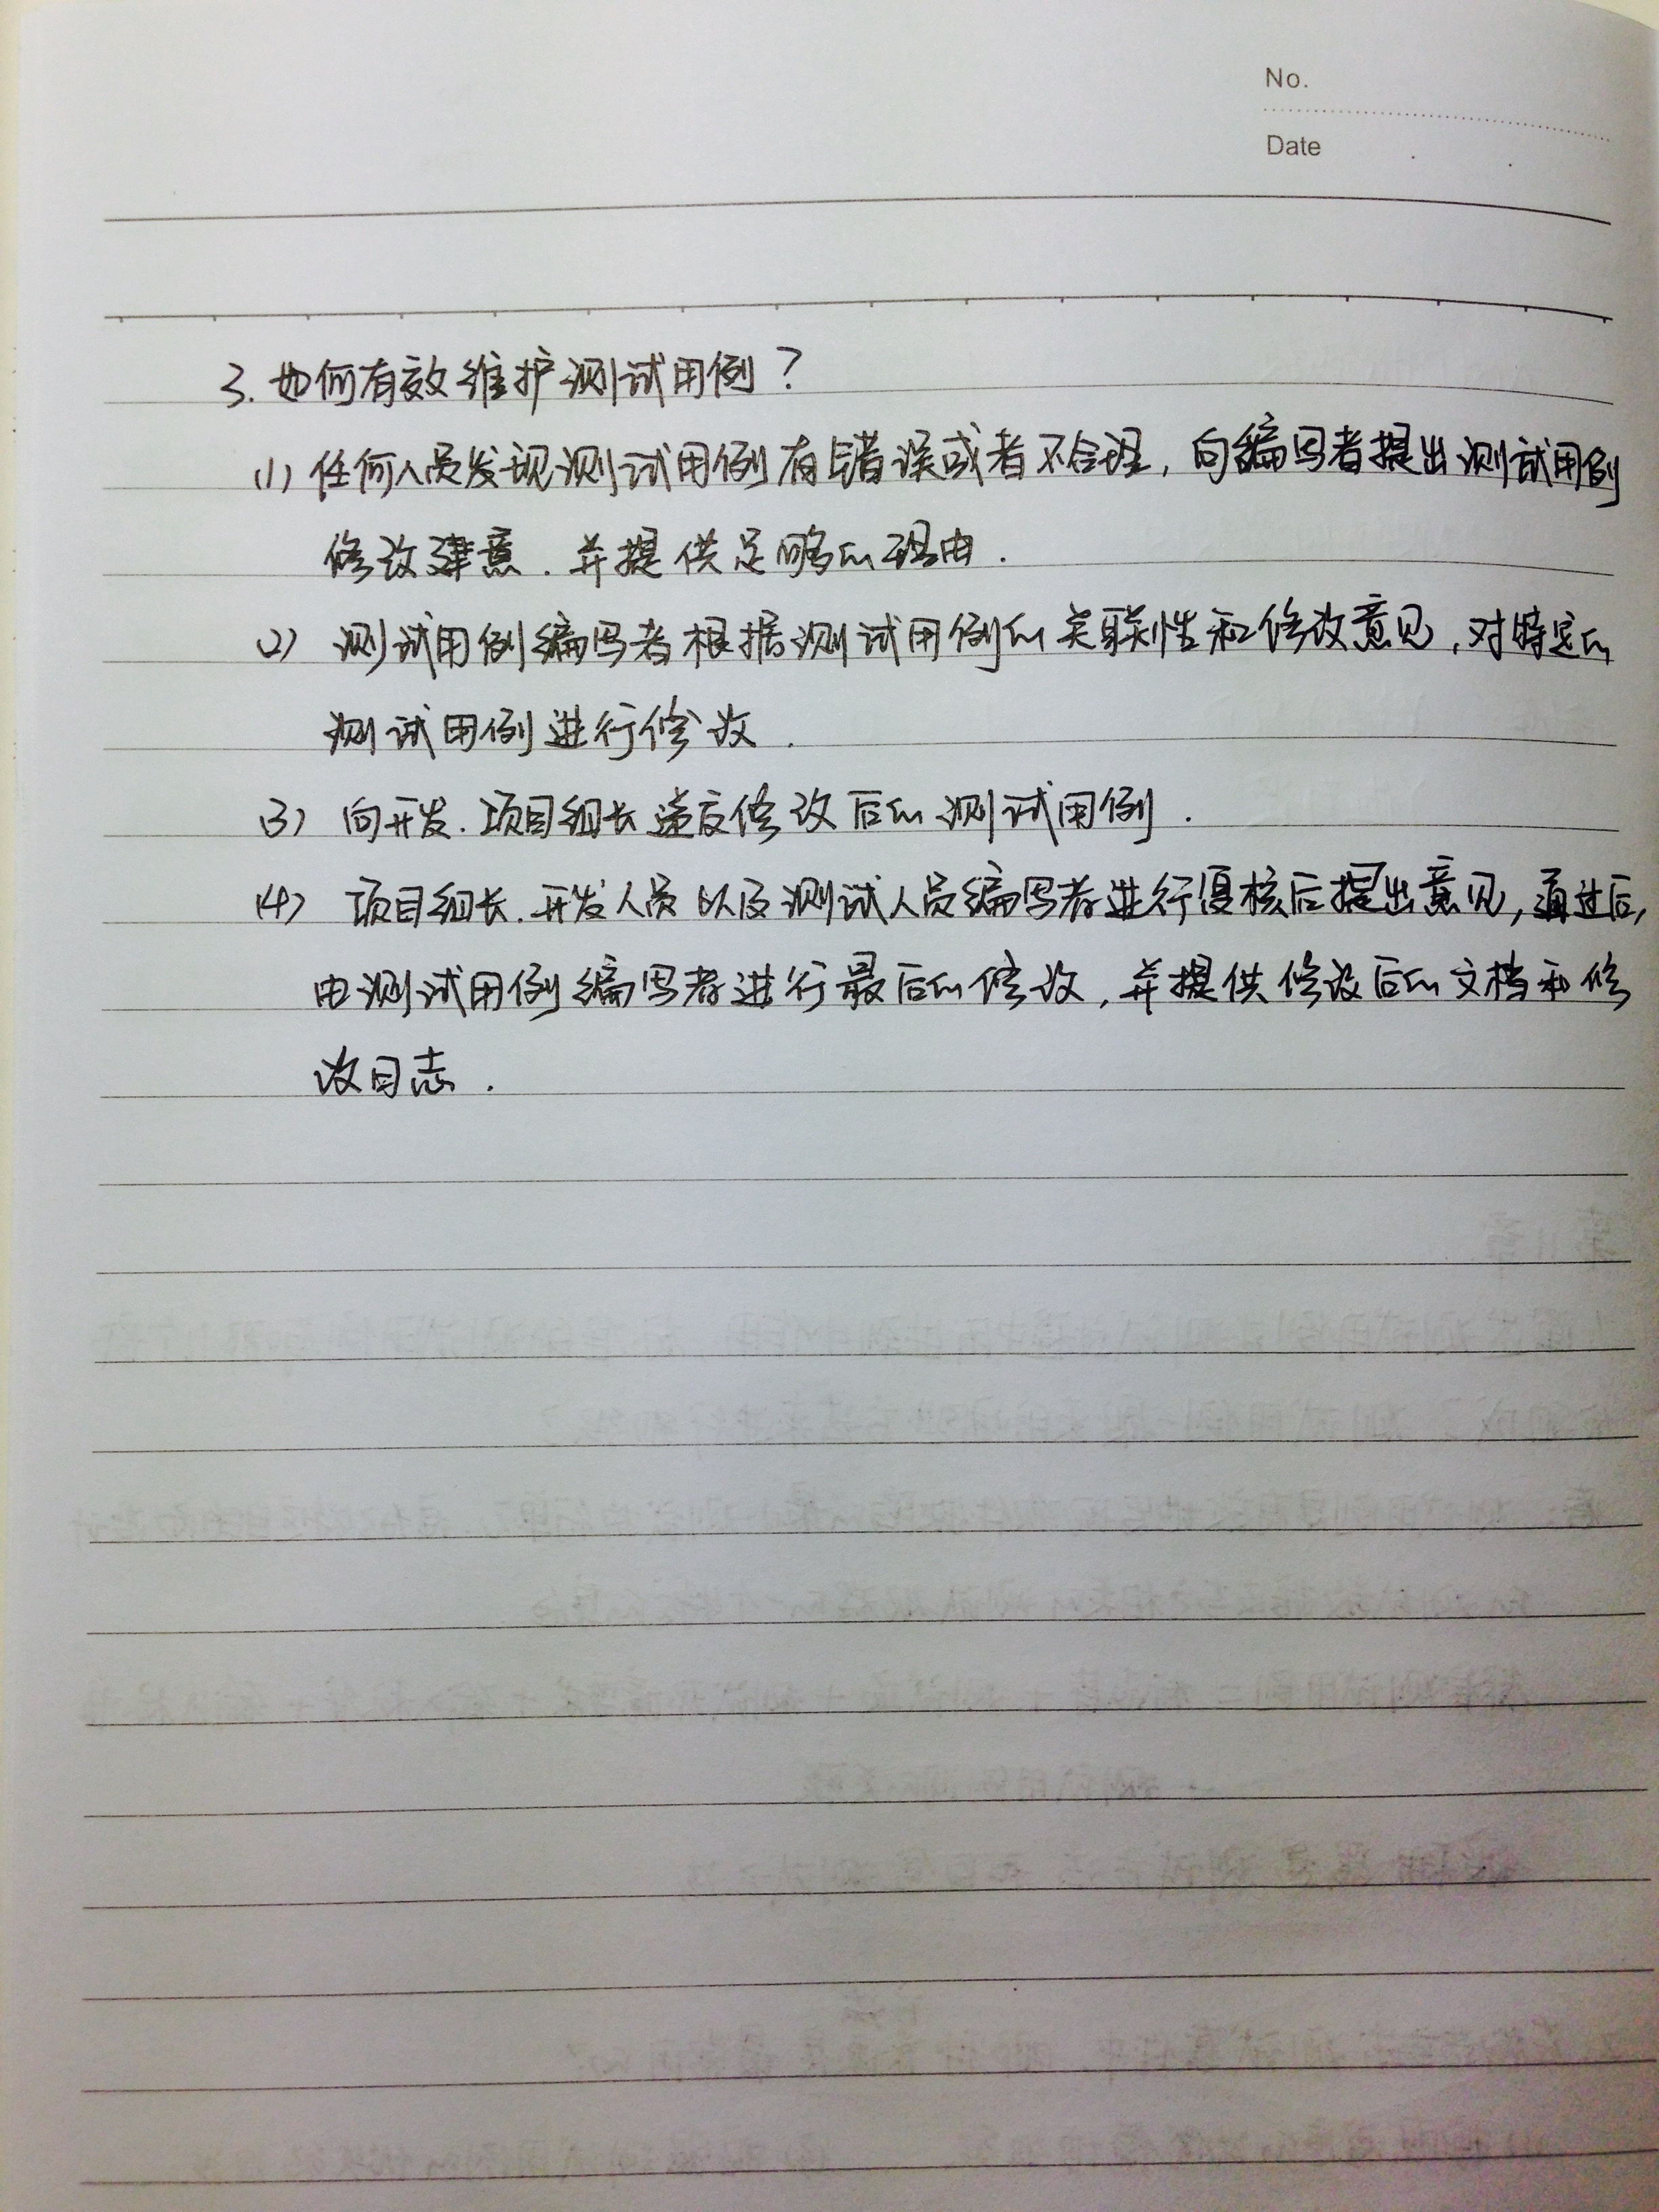 No.
Date
3. 如何有效维护测试用例？
(1) 任何人员发现测试用例有错误或者不合理，向编写者提出测试用例
修改建意．并提供足够的理由．
(2) 测试用例编写者根据测试用例的关联性和修改意见，对特定的
测试用例进行修改．
(3) 向开发．项目组长递交修改后的测试用例．
(4) 项目组长．开发人员以及测试人员编写者进行复核后提出意见，通过后，
由测试用例编写者进行最后的修改，并提供修改后的文档和修
改日志．